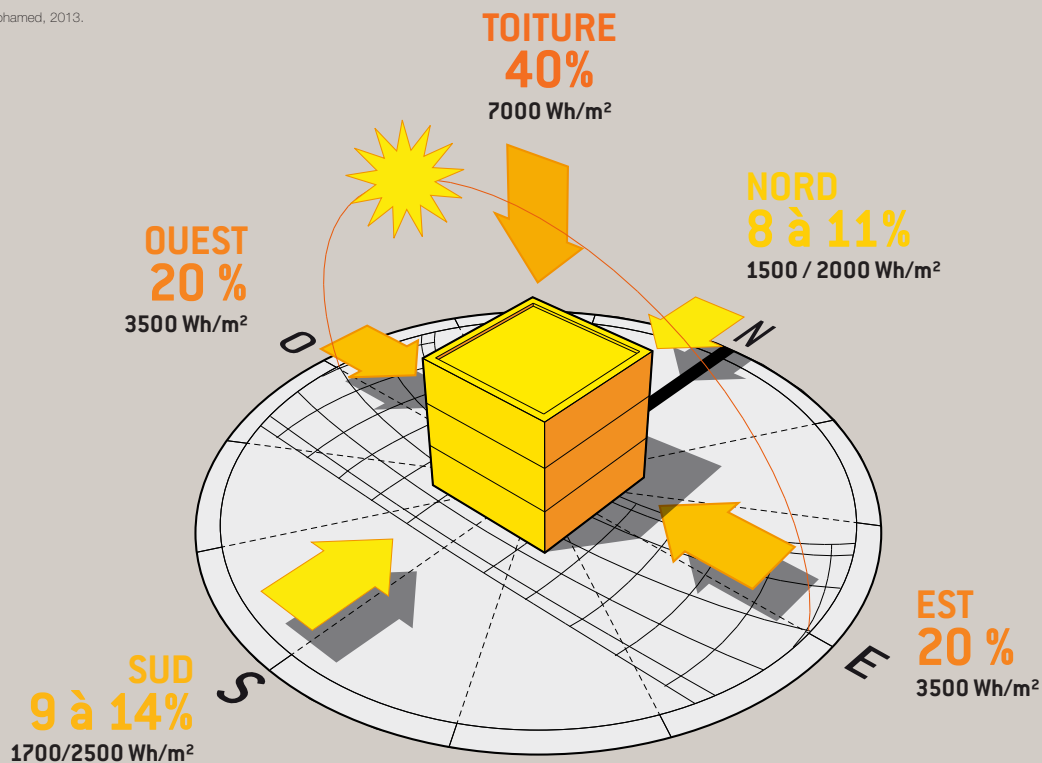 2013.
TOITURE
40%
7000 Wh/m²
NORD
8 à 11%
1500 / 2000 Wh/m²
OUEST
20 %
3500 Wh/m²
O
N
S
E
EST
20 %
3500 Wh/m²
SUD
9 à 14%
1700/2500 Wh/m²